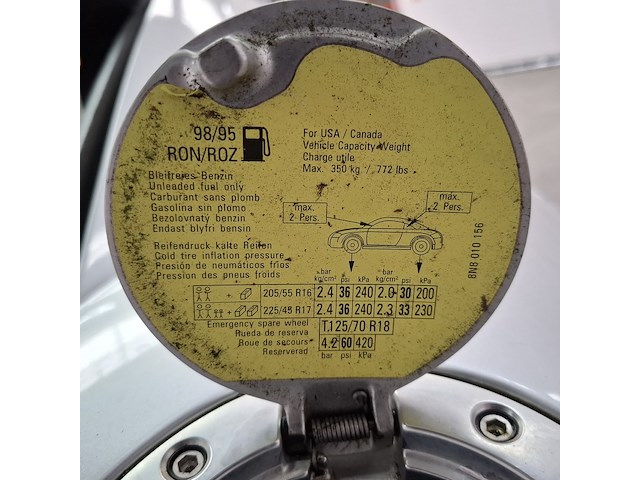 98/95
RON/ROZ
For USA / Canada
Vehicle Capacity Weight
Charge utile
Max. 350 kg / 772 lbs
Bleifreies Benzin
Unleaded fuel only
Carburant sans plomb
Gasolina sin plomo
Bezolovnatý benzin
Endast blyfri bensin
max.
2 Pers.
max.
2 Pers.
Reifendruck kalte Reifen
Cold tire inflation pressure
Presión de neumáticos fríos
Pression des pneus froids
8N8 010 156
bar kg/cm² psi kPa bar kg/cm² psi kPa
+ 205/55 R16 2.4 36 240 2.0 30 200
+ 225/45 R17 2.4 36 240 2.3 33 230
Emergency spare wheel T125/70 R18
Rueda de reserva
Roue de secours 4.2 60 420
Reserverad bar psi kPa